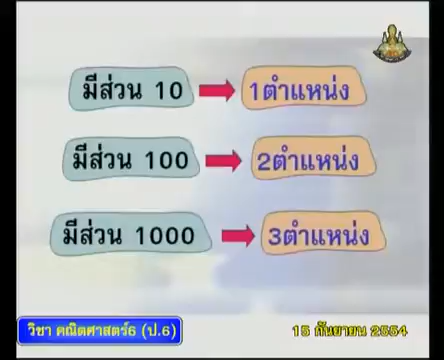 มีส่วน 10 1ตำแหน่ง
มีส่วน 100 2ตำแหน่ง
มีส่วน 1000 3ตำแหน่ง
วิชา คณิตศาสตร์6 (ป.6) 15 กันยายน 2554